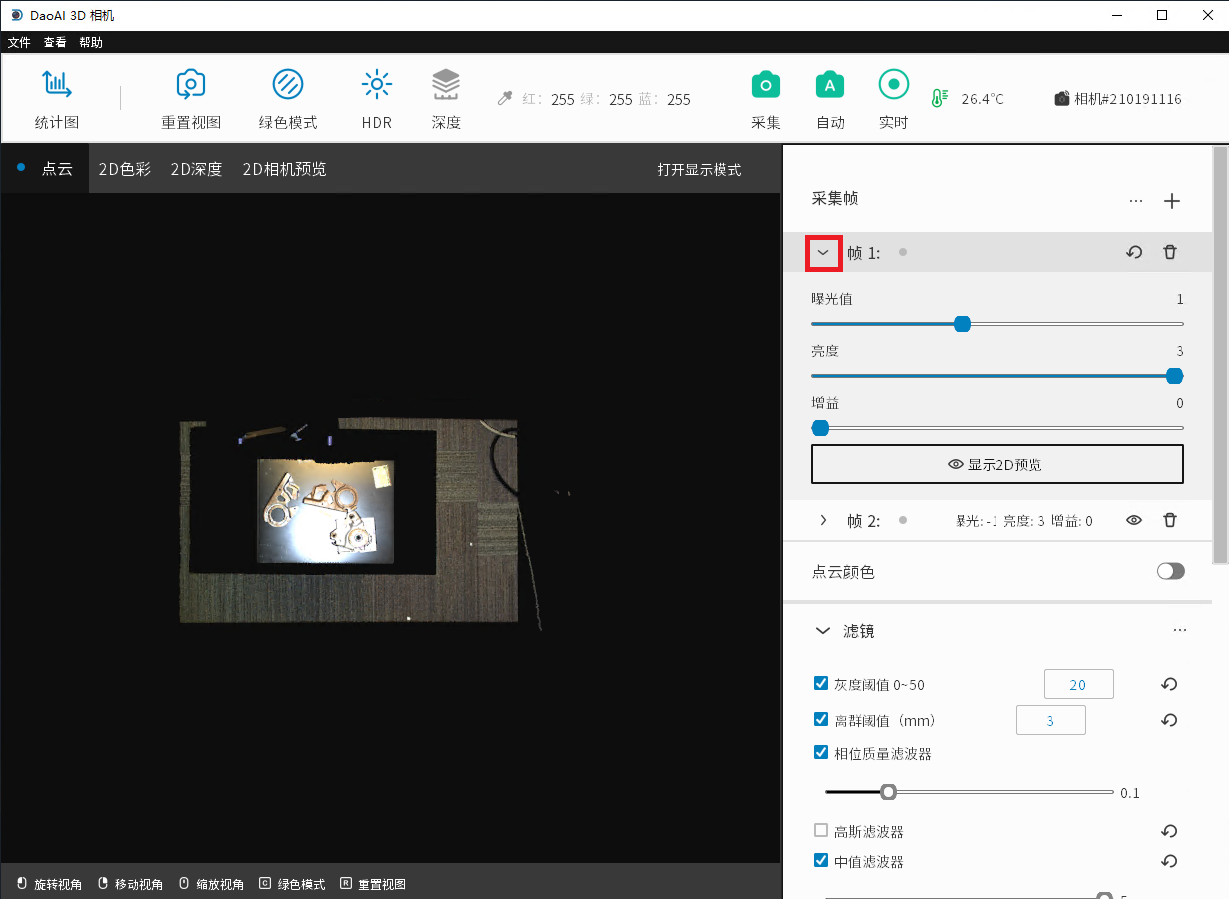 DaoAI 3D 相机
文件 查看 帮助
统计图 重置视图 绿色模式 HDR 深度 红: 255 绿: 255 蓝: 255 采集 自动 实时 26.4℃ 相机#210191116
点云 2D色彩 2D深度 2D相机预览 打开显示模式
采集帧 ... +
帧 1:
曝光值 1
亮度 3
增益 0
显示2D预览
帧 2: 曝光: -1 亮度: 3 增益: 0
点云颜色
滤镜 ...
灰度阈值 0~50 20
离群阈值（mm） 3
相位质量滤波器
0.1
高斯滤波器
中值滤波器
旋转视角 移动视角 缩放视角 C 绿色模式 R 重置视图